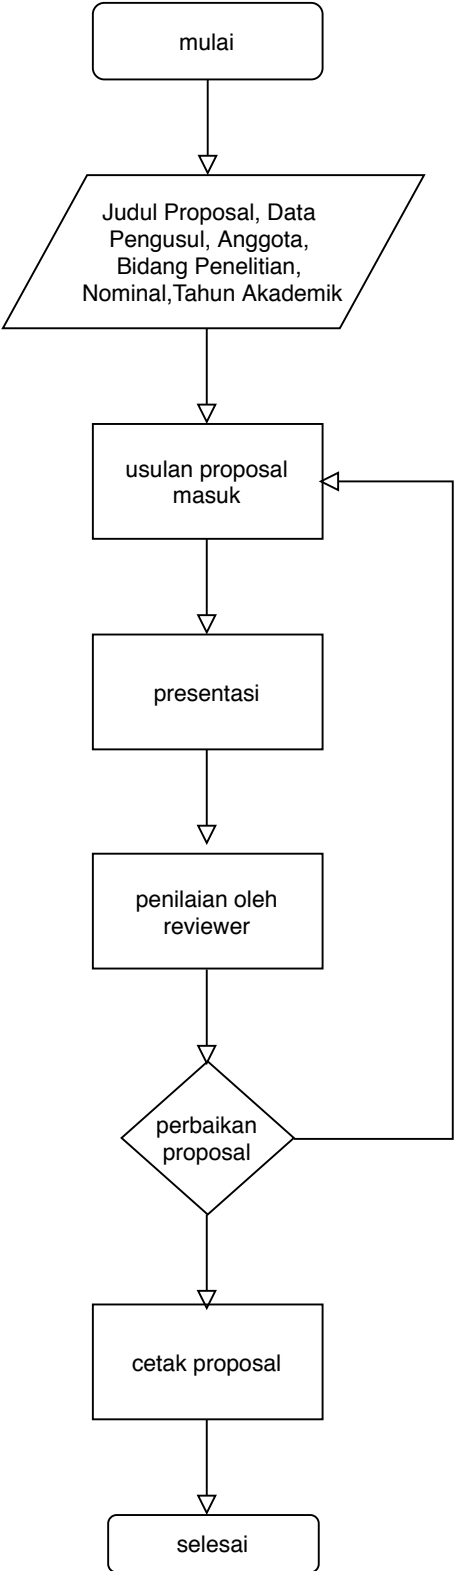 mulai
Judul Proposal, Data
Pengusul, Anggota,
Bidang Penelitian,
Nominal,Tahun Akademik
usulan proposal
masuk
presentasi
penilaian oleh
reviewer
perbaikan
proposal
cetak proposal
selesai